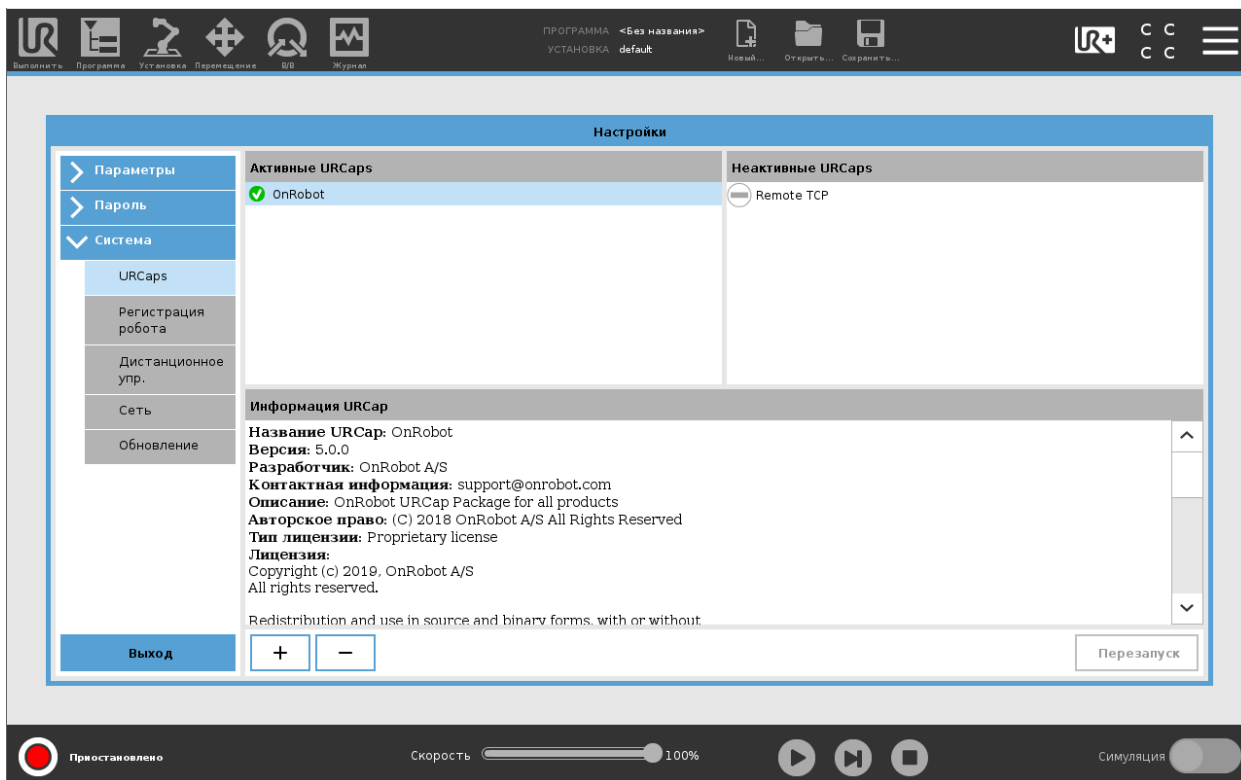 UR
Выполнить
Программа
Установка
Перемещение
В/В
Журнал
ПРОГРАММА <Без названия>
УСТАНОВКА default
Новый...
Открыть...
Сохранить...
UR+
C C
C C
Настройки
Параметры
Пароль
Система
URCaps
Регистрация
робота
Дистанционное
упр.
Сеть
Обновление
Выход
Активные URCaps
OnRobot
Неактивные URCaps
Remote TCP
Информация URCap
Название URCap: OnRobot
Версия: 5.0.0
Разработчик: OnRobot A/S
Контактная информация: support@onrobot.com
Описание: OnRobot URCap Package for all products
Авторское право: (C) 2018 OnRobot A/S All Rights Reserved
Тип лицензии: Proprietary license
Лицензия:
Copyright (c) 2019, OnRobot A/S
All rights reserved.
Redistribution and use in source and binary forms, with or without
+
−
Перезапуск
Приостановлено
Скорость
100%
Симуляция